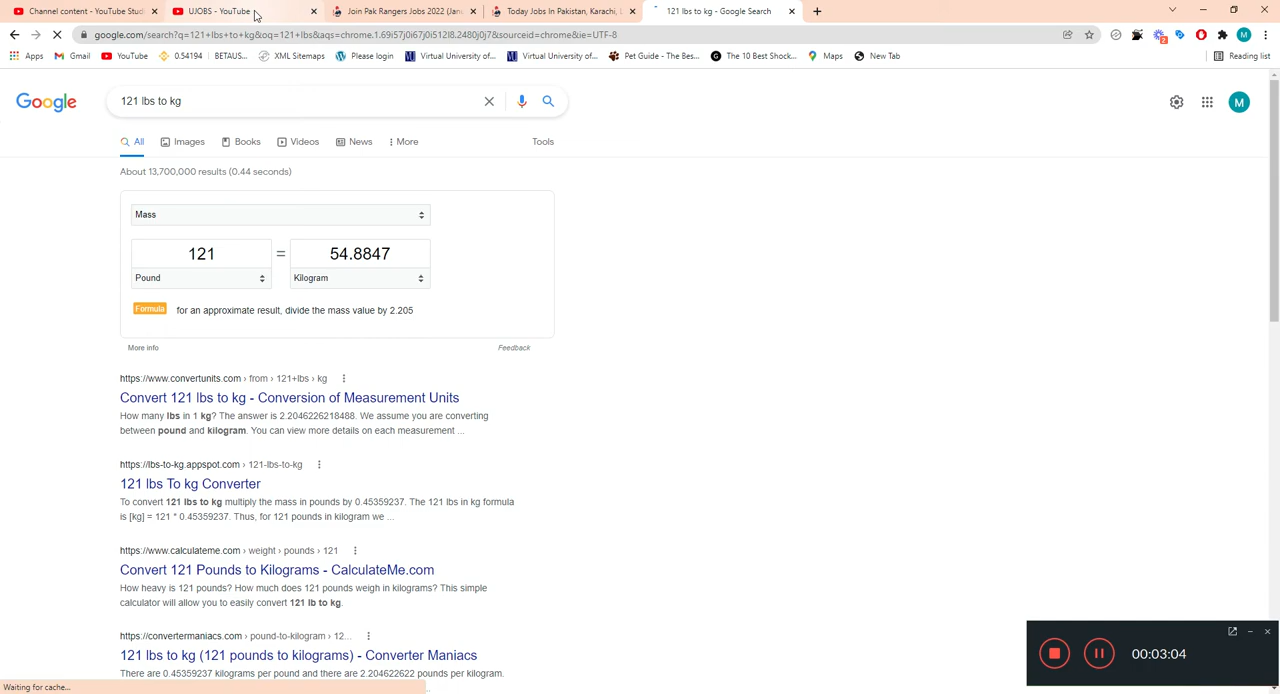 Channel content - YouTube Studi
UJOBS - YouTube
Join Pak Rangers Jobs 2022 (Janu
Today Jobs In Pakistan, Karachi, L
121 lbs to kg - Google Search
google.com/search?q=121+lbs+to+kg&oq=121+lbs&aqs=chrome.1.69i57j0i67j0i512l8.2480j0j7&sourceid=chrome&ie=UTF-8
M
Apps
Gmail
YouTube
0.54194 | BETAUS...
XML Sitemaps
Please login
Virtual University of...
Virtual University of...
Pet Guide - The Bes...
The 10 Best Shock...
Maps
New Tab
Reading list
Google
121 lbs to kg
M
All
Images
Books
Videos
News
More
Tools
About 13,700,000 results (0.44 seconds)
Mass
121 = 54.8847
Pound
Kilogram
Formula for an approximate result, divide the mass value by 2.205
More info
Feedback
https://www.convertunits.com › from › 121+lbs › kg
Convert 121 lbs to kg - Conversion of Measurement Units
How many lbs in 1 kg? The answer is 2.2046226218488. We assume you are converting
between pound and kilogram. You can view more details on each measurement ...
https://lbs-to-kg.appspot.com › 121-lbs-to-kg
121 lbs To kg Converter
To convert 121 lbs to kg multiply the mass in pounds by 0.45359237. The 121 lbs in kg formula
is [kg] = 121 * 0.45359237. Thus, for 121 pounds in kilogram we ...
https://www.calculateme.com › weight › pounds › 121
Convert 121 Pounds to Kilograms - CalculateMe.com
How heavy is 121 pounds? How much does 121 pounds weigh in kilograms? This simple
calculator will allow you to easily convert 121 lb to kg.
https://convertermaniacs.com › pound-to-kilogram › 12...
121 lbs to kg (121 pounds to kilograms) - Converter Maniacs
There are 0.45359237 kilograms per pound and there are 2.204622622 pounds per kilogram.
Waiting for cache...
00:03:04